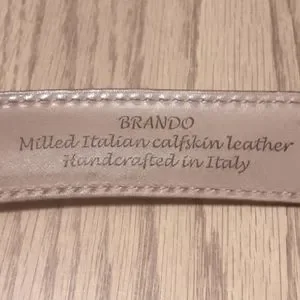 BRANDO
Milled Italian calfskin leather
Handcrafted in Italy